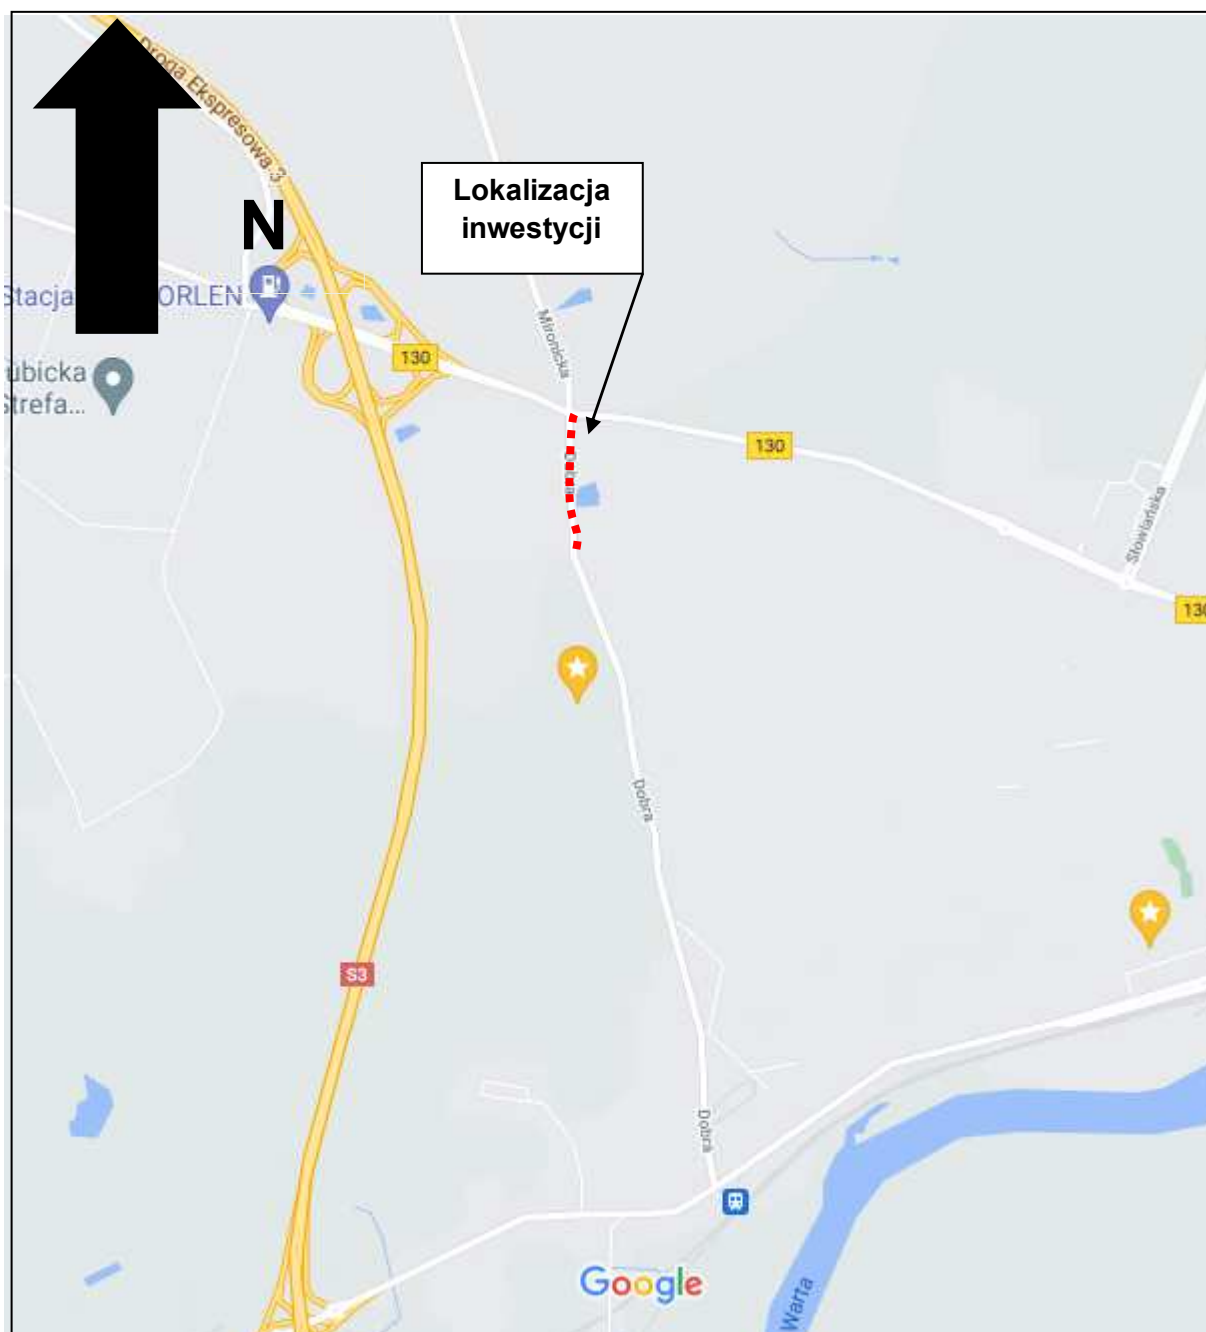 Droga Ekspresowa 3
Lokalizacja
inwestycji
N
Stacja
ORLEN
Mironicka
130
ubicka
Strefa...
130
Dobra
Słowiańska
130
Dobra
S3
Dobra
Google
Warta